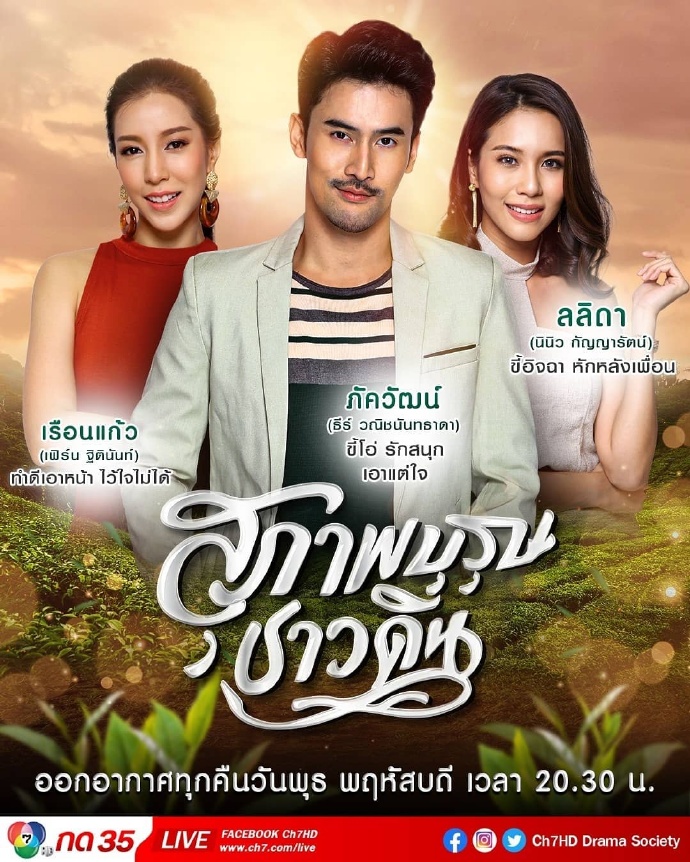 ลลิดา
(นินิว กัญญารัตน์)
ขี้อิจฉา หักหลังเพื่อน
ภัควัฒน์
(ธีร์ วณิชนันทธาดา)
ขี้โอ่ รักสนุก
เอาแต่ใจ
เรือนแก้ว
(เฟิร์น ฐิตินันท์)
ทำดีเอาหน้า ไว้ใจไม่ได้
สุภาพบุรุษ
ชาวดิน
ออกอากาศทุกคืนวันพุธ พฤหัสบดี เวลา 20.30 น.
7HD กด 35 LIVE FACEBOOK Ch7HD
www.ch7.com/live
Ch7HD Drama Society